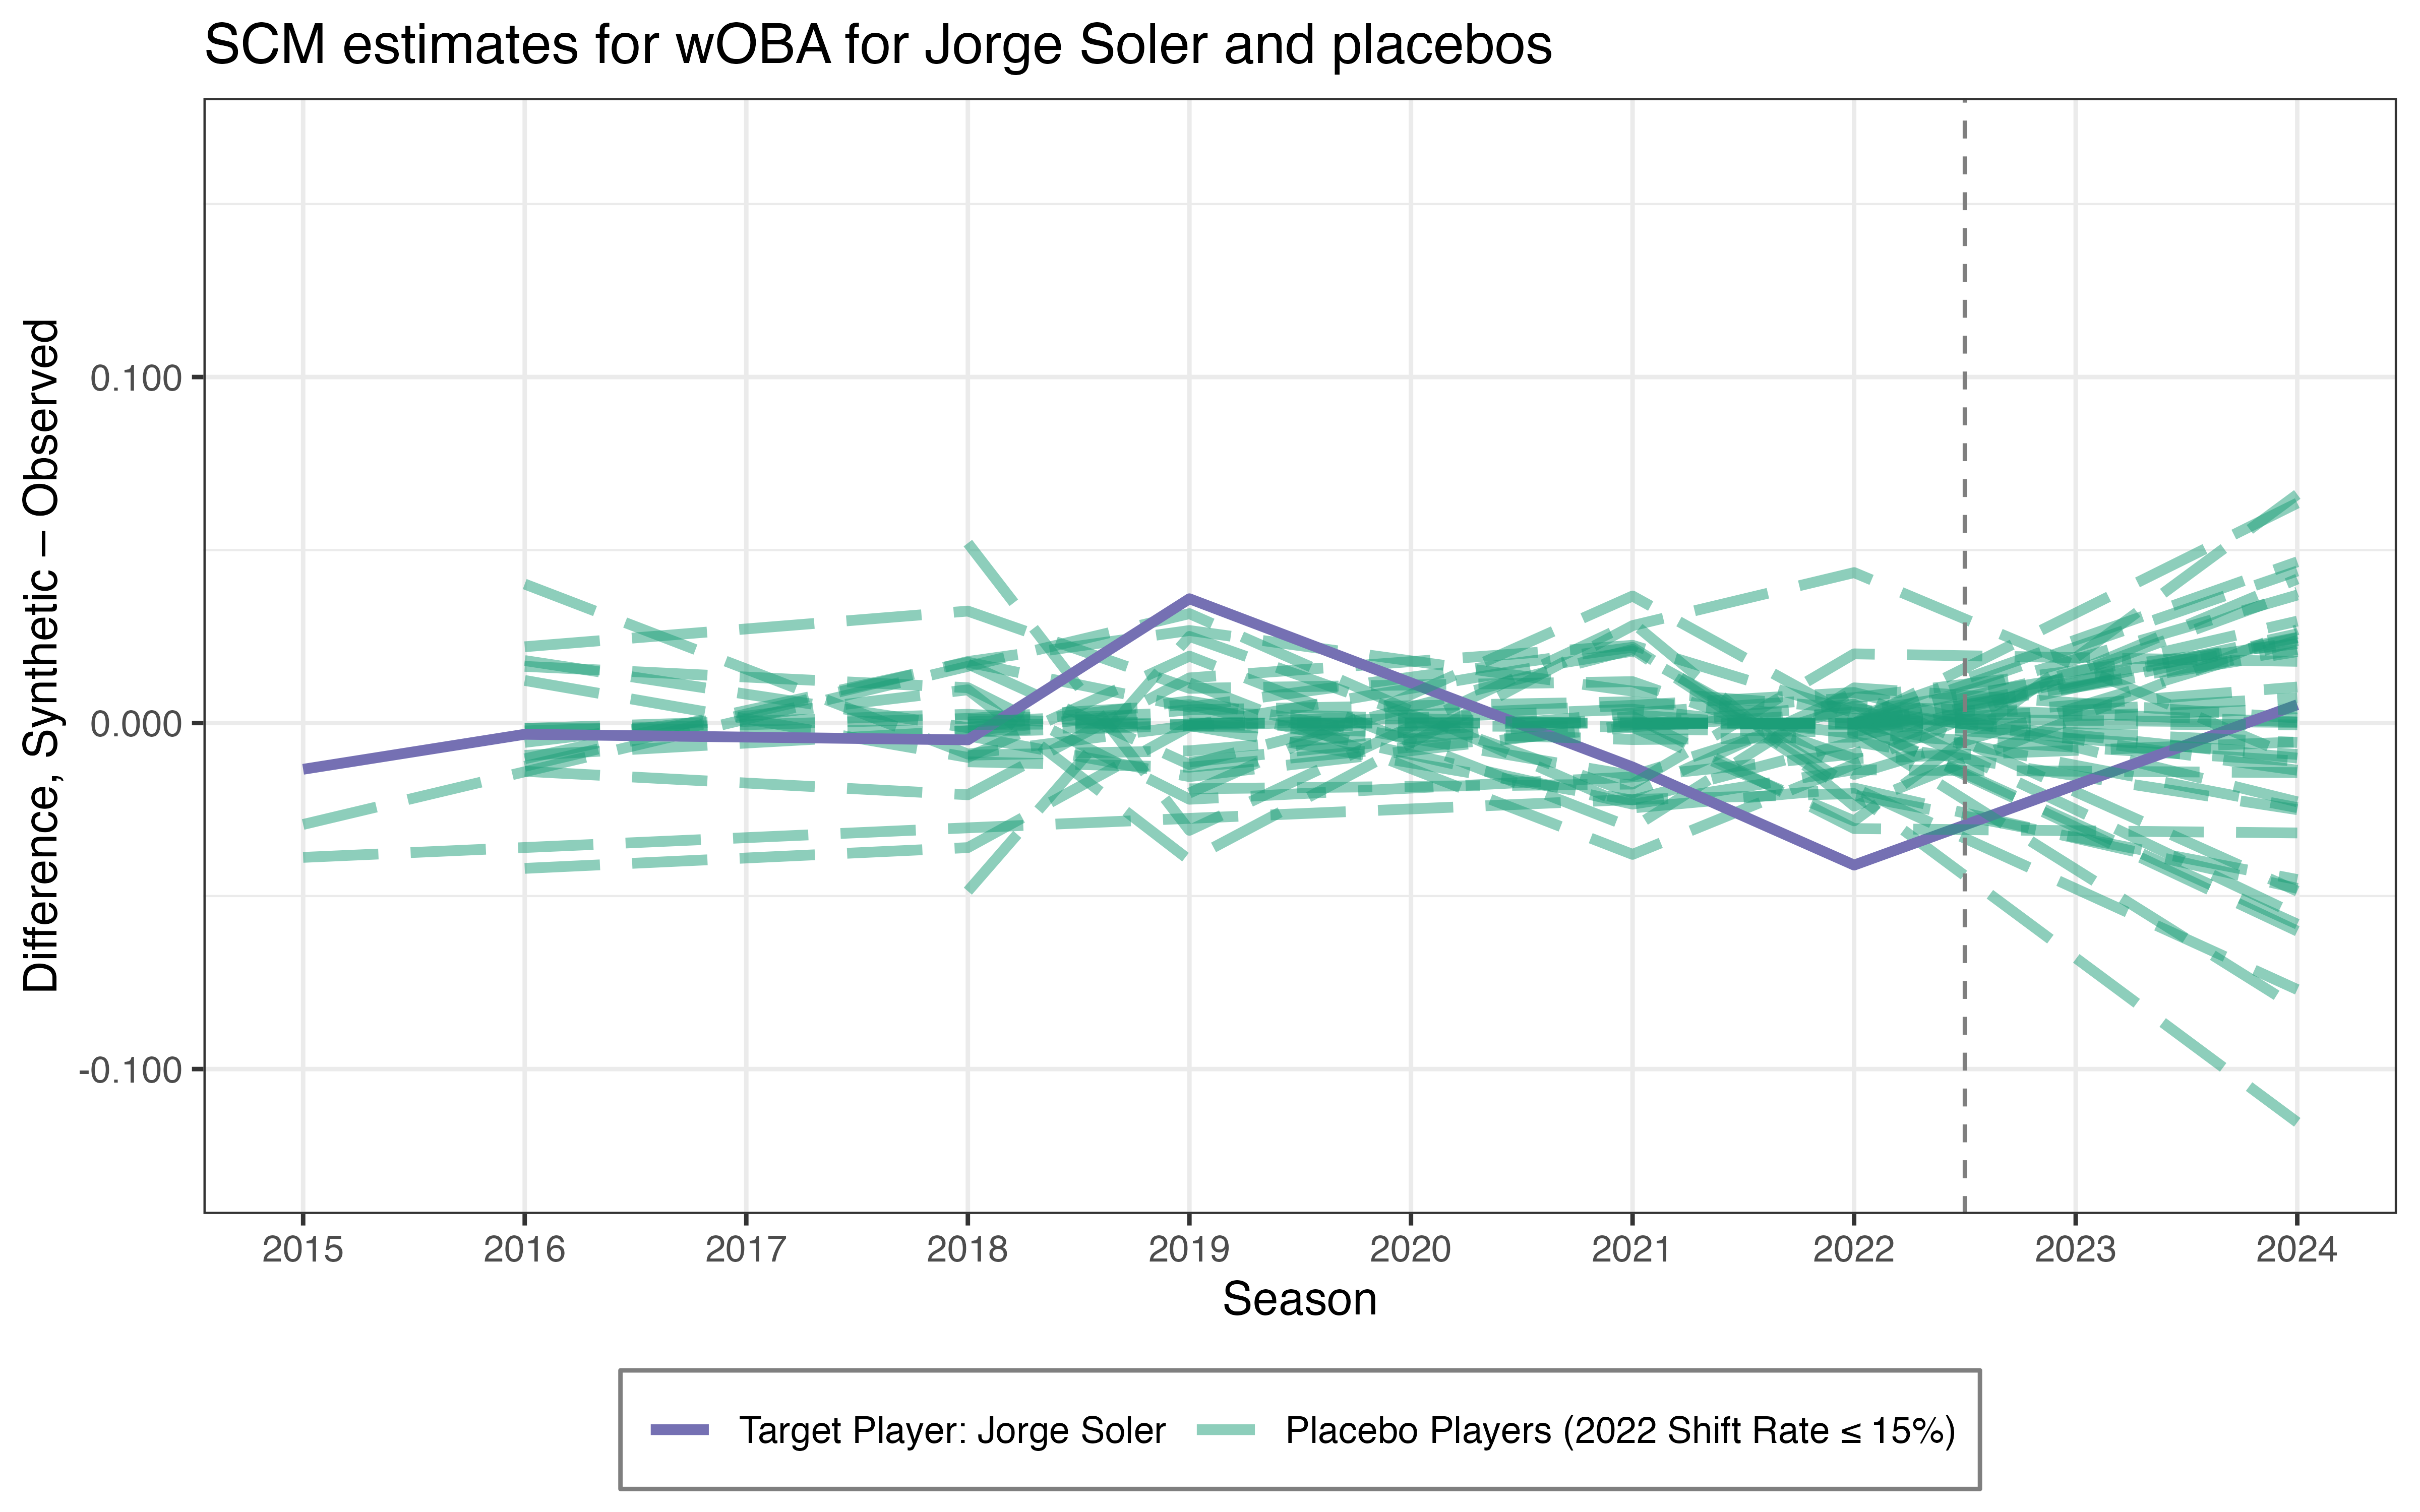 SCM estimates for wOBA for Jorge Soler and placebos
Difference, Synthetic − Observed
0.100
0.000
-0.100
2015 2016 2017 2018 2019 2020 2021 2022 2023 2024
Season
Target Player: Jorge Soler Placebo Players (2022 Shift Rate ≤ 15%)